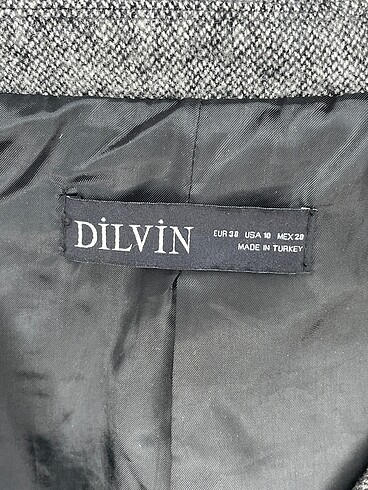 DİLVİN
EUR 38 USA 10 MEX 28
MADE IN TURKEY